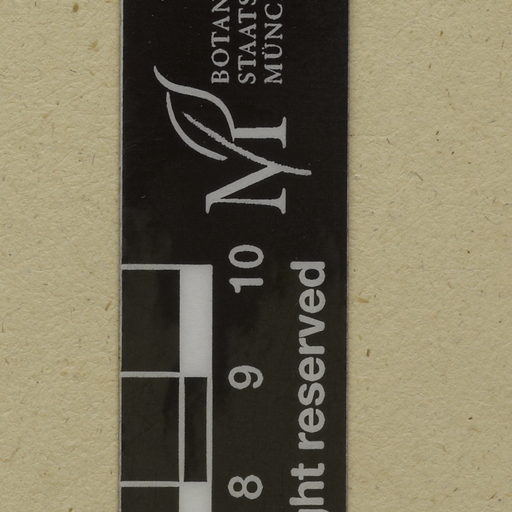 BOTAN
STAATS
MÜNC
M
10
9
8
ght reserved